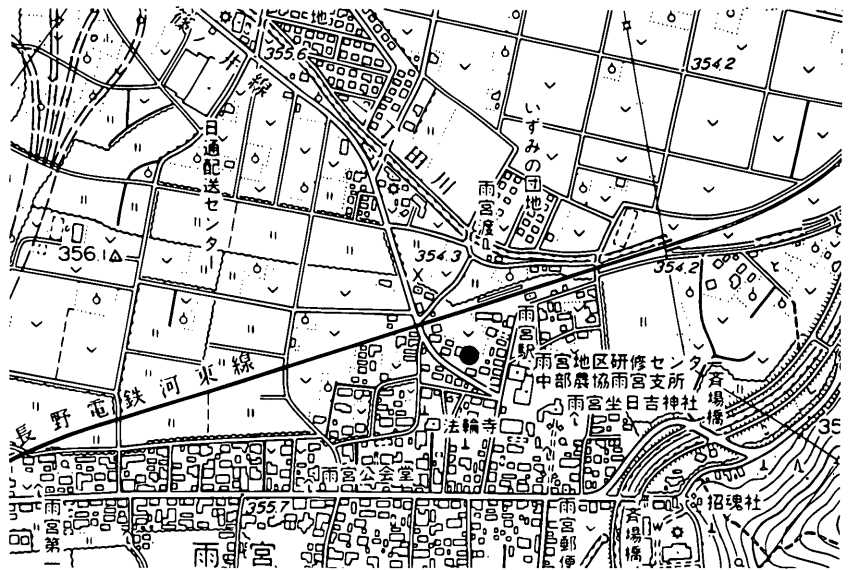 団地
355.6
354.2
日通配送センター
いずみの団地
雨宮渡
354.3
354.2
356.1
雨宮駅
雨宮地区研修センター
中部農協雨宮支所
雨宮坐日吉神社
斉場橋
長野電鉄河東線
法輪寺
雨宮公会堂
355.7
招魂社
雨宮第一
雨宮
雨宮郵便
斉場橋
35